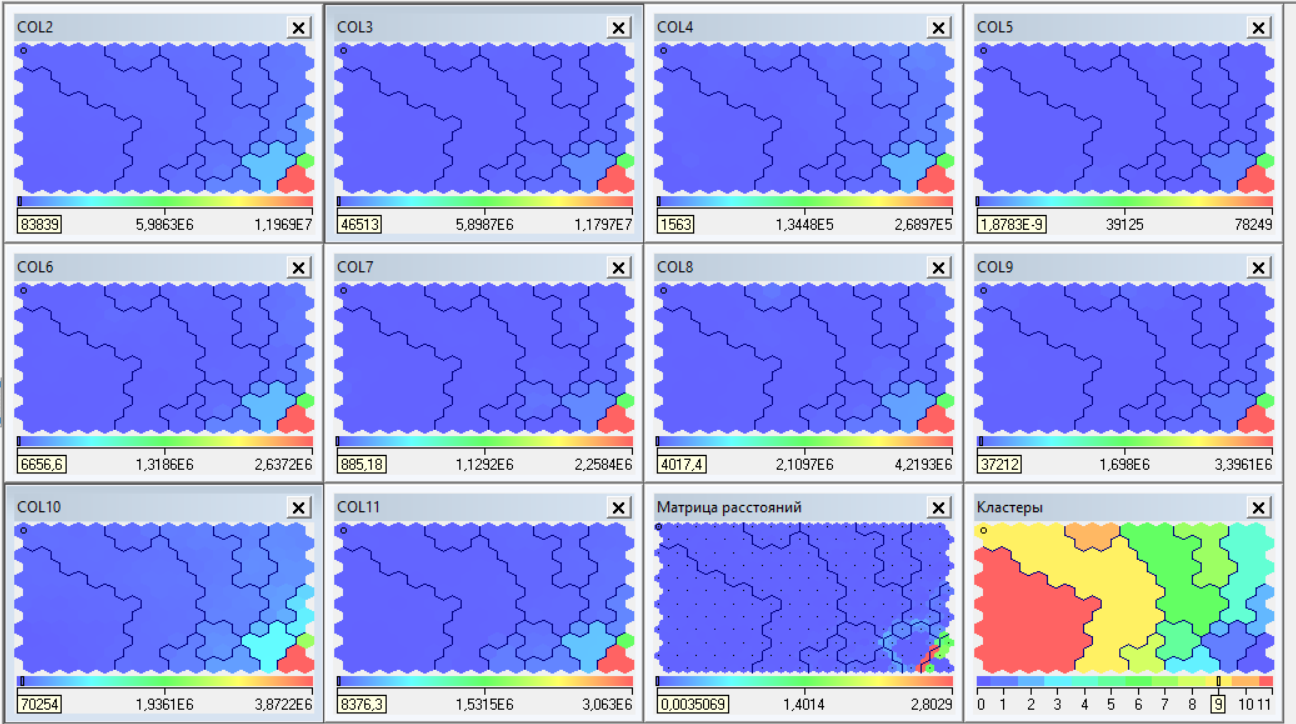 COL2 COL3 COL4 COL5
83839 5,9863E6 1,1969E7 46513 5,8987E6 1,1797E7 1563 1,3448E5 2,6897E5 1,8783E-9 39125 78249
COL6 COL7 COL8 COL9
6656,6 1,3186E6 2,6372E6 885,18 1,1292E6 2,2584E6 4017,4 2,1097E6 4,2193E6 37212 1,698E6 3,3961E6
COL10 COL11 Матрица расстояний Кластеры
70254 1,9361E6 3,8722E6 8376,3 1,5315E6 3,063E6 0,0035069 1,4014 2,8029 0 1 2 3 4 5 6 7 8 9 10 11